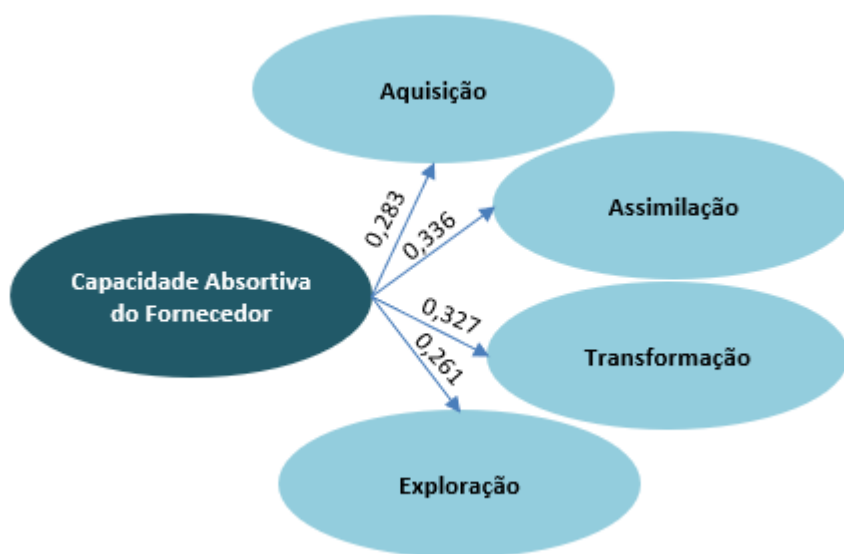 Aquisição
0,283
0,336
Assimilação
Capacidade Absortiva
do Fornecedor
0,327
0,261
Transformação
Exploração